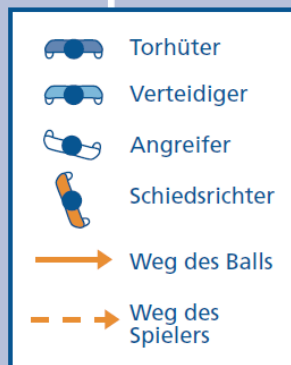 Torhüter
Verteidiger
Angreifer
Schiedsrichter
Weg des Balls
Weg des
Spielers